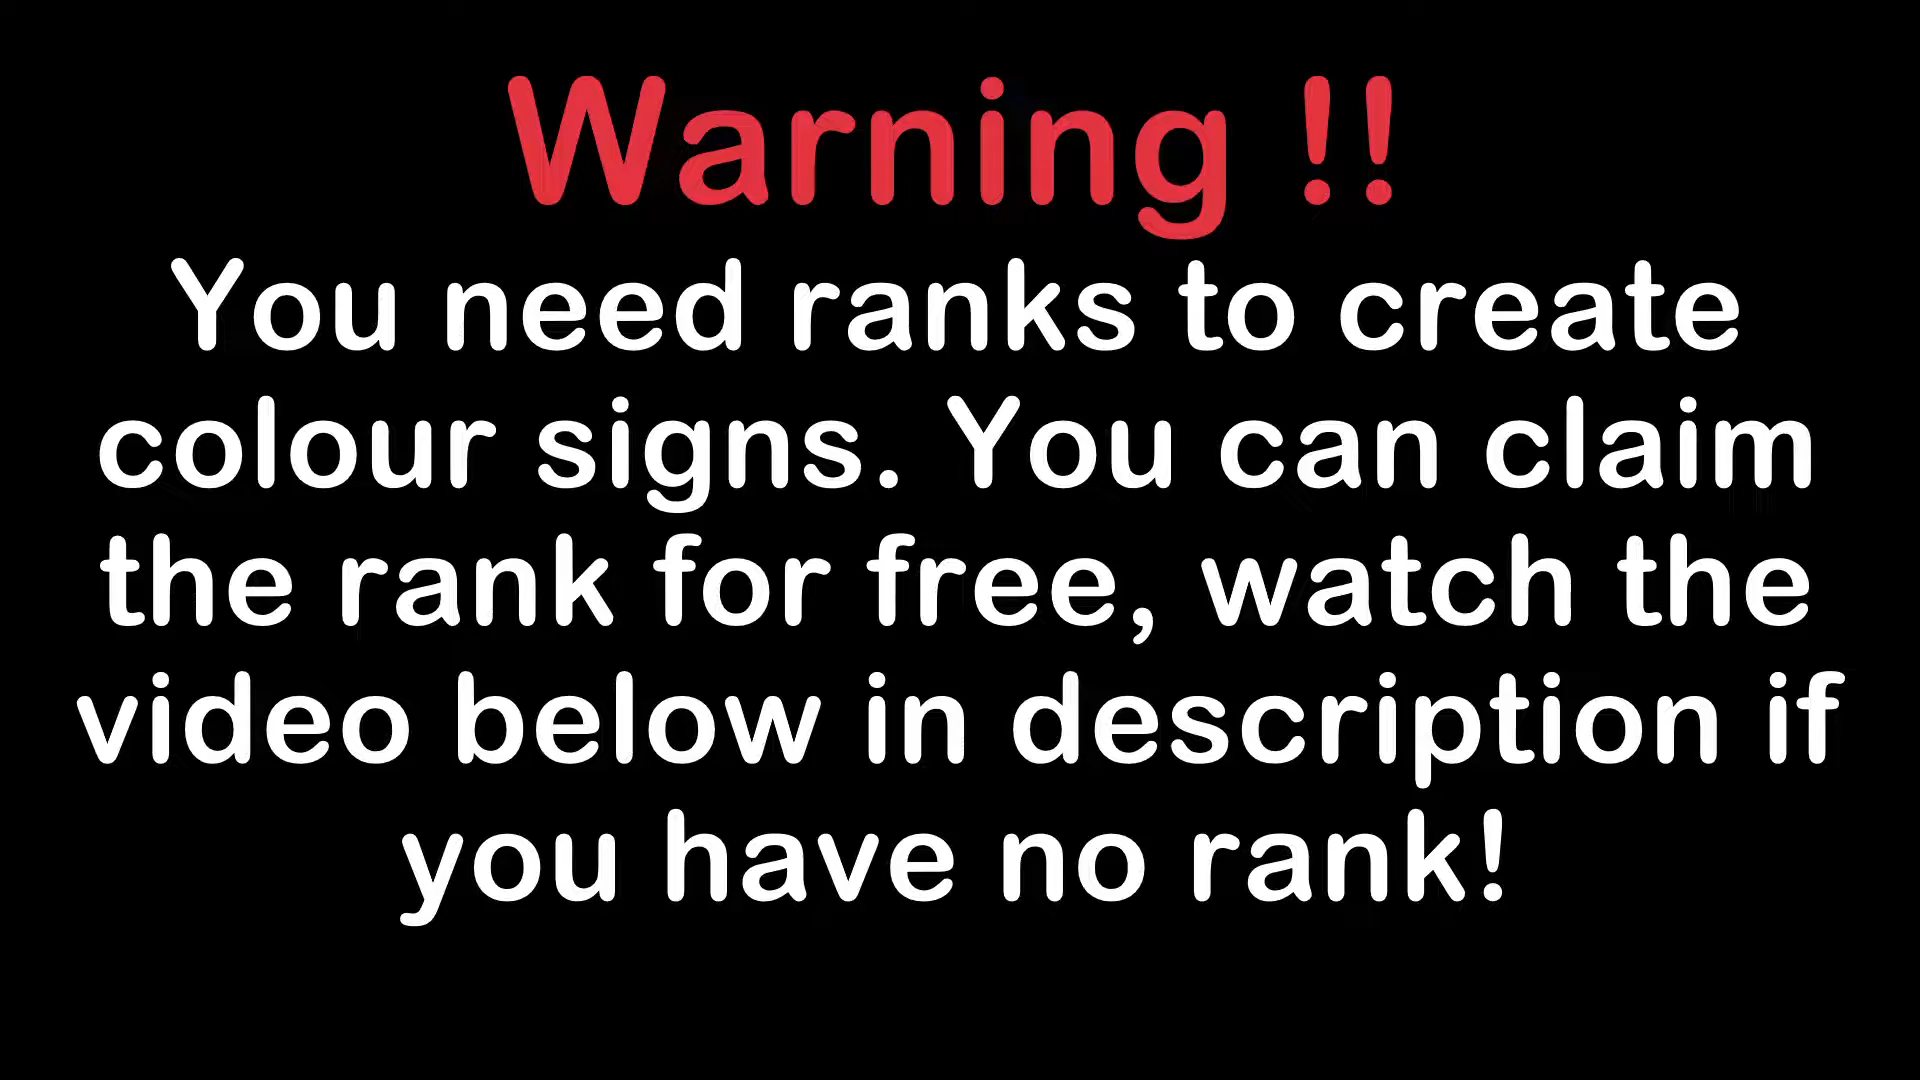 Warning !!
You need ranks to create
colour signs. You can claim
the rank for free, watch the
video below in description if
you have no rank!